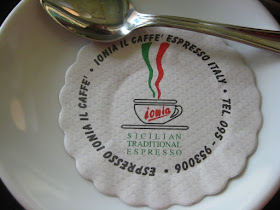 • IONIA IL CAFFE' ESPRESSO ITALY • TEL. 095 - 953006 • ESPRESSO IONIA IL CAFFE'
ionia
SICILIAN
TRADITIONAL
ESPRESSO